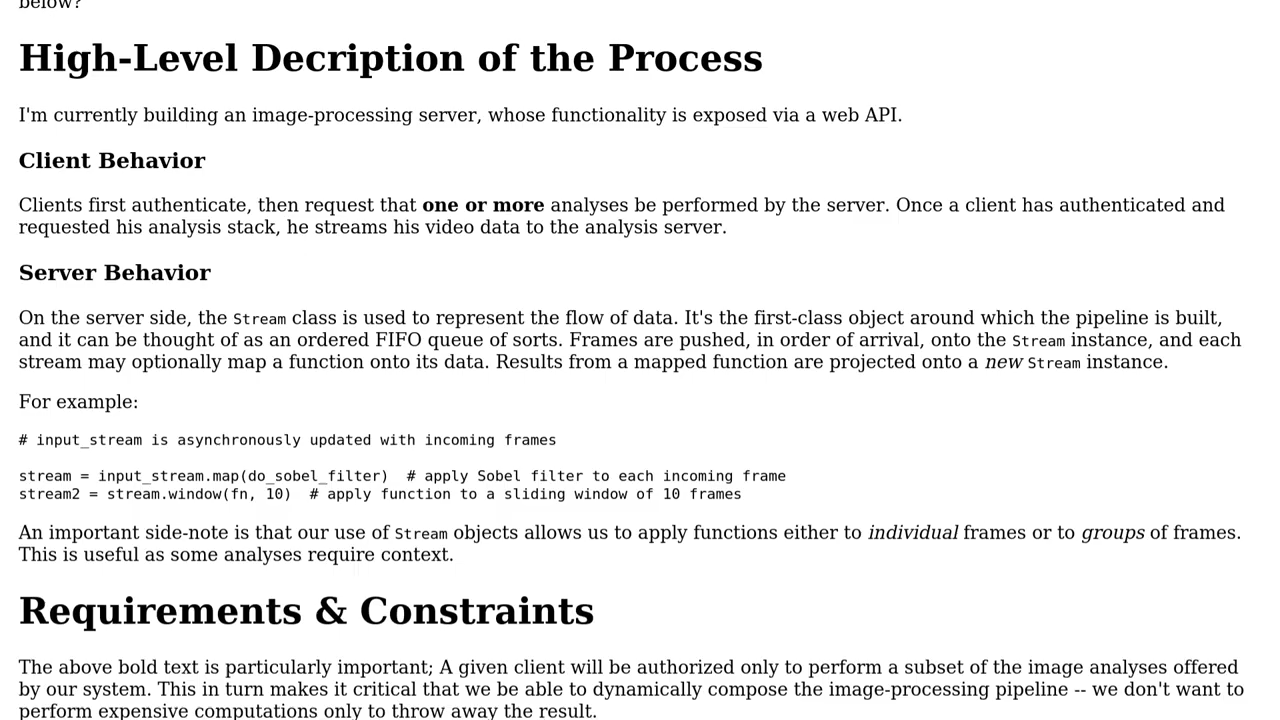 below?
High-Level Decription of the Process
I'm currently building an image-processing server, whose functionality is exposed via a web API.
Client Behavior
Clients first authenticate, then request that one or more analyses be performed by the server. Once a client has authenticated and
requested his analysis stack, he streams his video data to the analysis server.
Server Behavior
On the server side, the Stream class is used to represent the flow of data. It's the first-class object around which the pipeline is built,
and it can be thought of as an ordered FIFO queue of sorts. Frames are pushed, in order of arrival, onto the Stream instance, and each
stream may optionally map a function onto its data. Results from a mapped function are projected onto a new Stream instance.
For example:
# input_stream is asynchronously updated with incoming frames
stream = input_stream.map(do_sobel_filter)  # apply Sobel filter to each incoming frame
stream2 = stream.window(fn, 10)  # apply function to a sliding window of 10 frames
An important side-note is that our use of Stream objects allows us to apply functions either to individual frames or to groups of frames.
This is useful as some analyses require context.
Requirements & Constraints
The above bold text is particularly important; A given client will be authorized only to perform a subset of the image analyses offered
by our system. This in turn makes it critical that we be able to dynamically compose the image-processing pipeline -- we don't want to
perform expensive computations only to throw away the result.